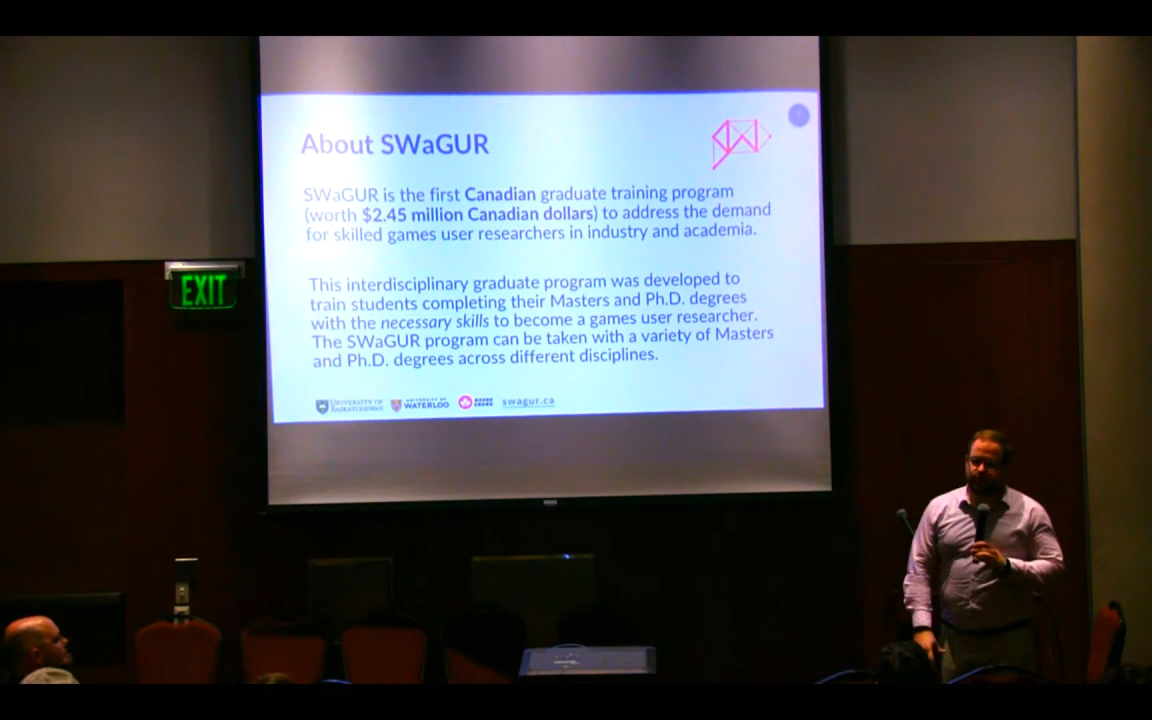 About SWaGUR
SWaGUR is the first Canadian graduate training program
(worth $2.45 million Canadian dollars) to address the demand
for skilled games user researchers in industry and academia.
This interdisciplinary graduate program was developed to
train students completing their Masters and Ph.D. degrees
with the necessary skills to become a games user researcher.
The SWaGUR program can be taken with a variety of Masters
and Ph.D. degrees across different disciplines.
UNIVERSITY OF
SASKATCHEWAN
UNIVERSITY OF
WATERLOO
swagur.ca
EXIT